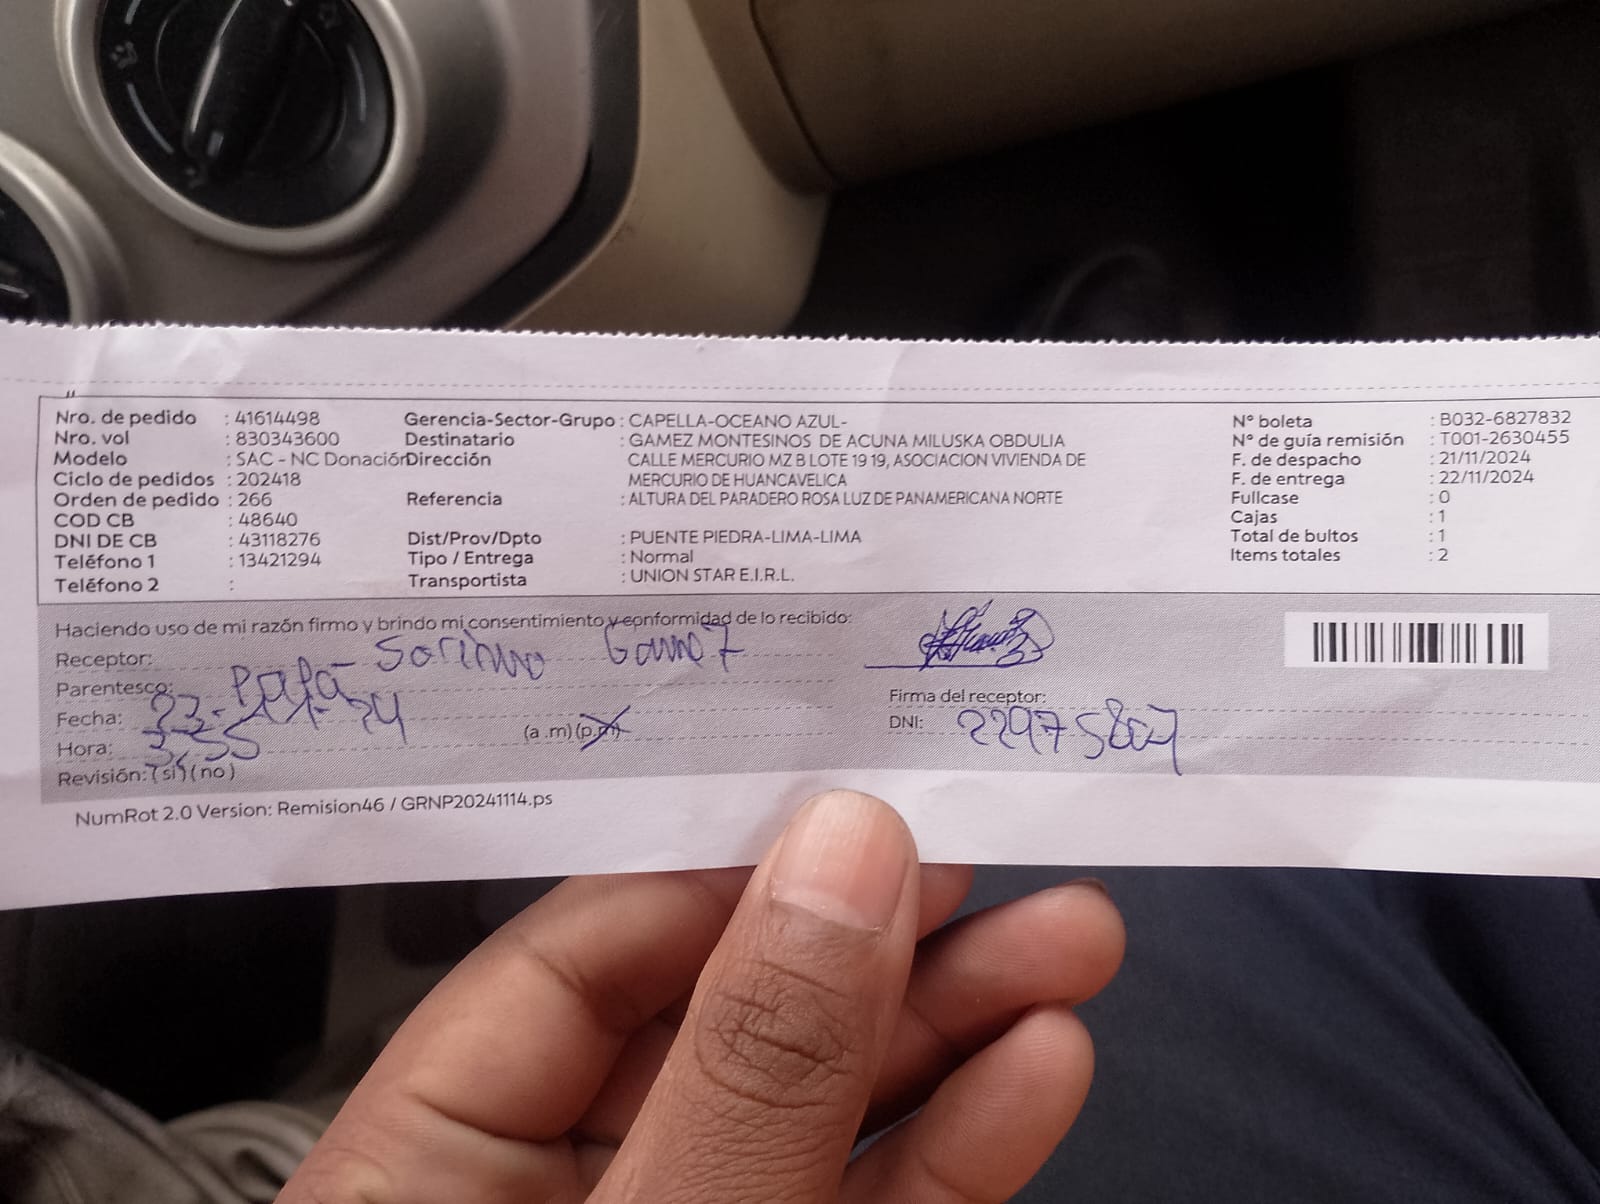 Nro. de pedido : 41614498
Nro. vol : 830343600
Modelo : SAC - NC Donación
Ciclo de pedidos : 202418
Orden de pedido : 266
COD CB : 48640
DNI DE CB : 43118276
Teléfono 1 : 13421294
Teléfono 2 :
Gerencia-Sector-Grupo : CAPELLA-OCEANO AZUL-
Destinatario : GAMEZ MONTESINOS DE ACUNA MILUSKA OBDULIA
Dirección CALLE MERCURIO MZ B LOTE 19 19, ASOCIACION VIVIENDA DE
MERCURIO DE HUANCAVELICA
Referencia : ALTURA DEL PARADERO ROSA LUZ DE PANAMERICANA NORTE
Dist/Prov/Dpto : PUENTE PIEDRA-LIMA-LIMA
Tipo / Entrega : Normal
Transportista : UNION STAR E.I.R.L.
N° boleta : B032-6827832
N° de guía remisión : T001-2630455
F. de despacho : 21/11/2024
F. de entrega : 22/11/2024
Fullcase : 0
Cajas : 1
Total de bultos : 1
Items totales : 2
Haciendo uso de mi razón firmo y brindo mi consentimiento y conformidad de lo recibido:
Receptor:
Parentesco: Papá
Fecha:
Hora: 3:55 (a.m) (p.m)
Revisión: (si) (no)
Firma del receptor:
DNI: 22975807
NumRot 2.0 Version: Remision46 / GRNP20241114.ps